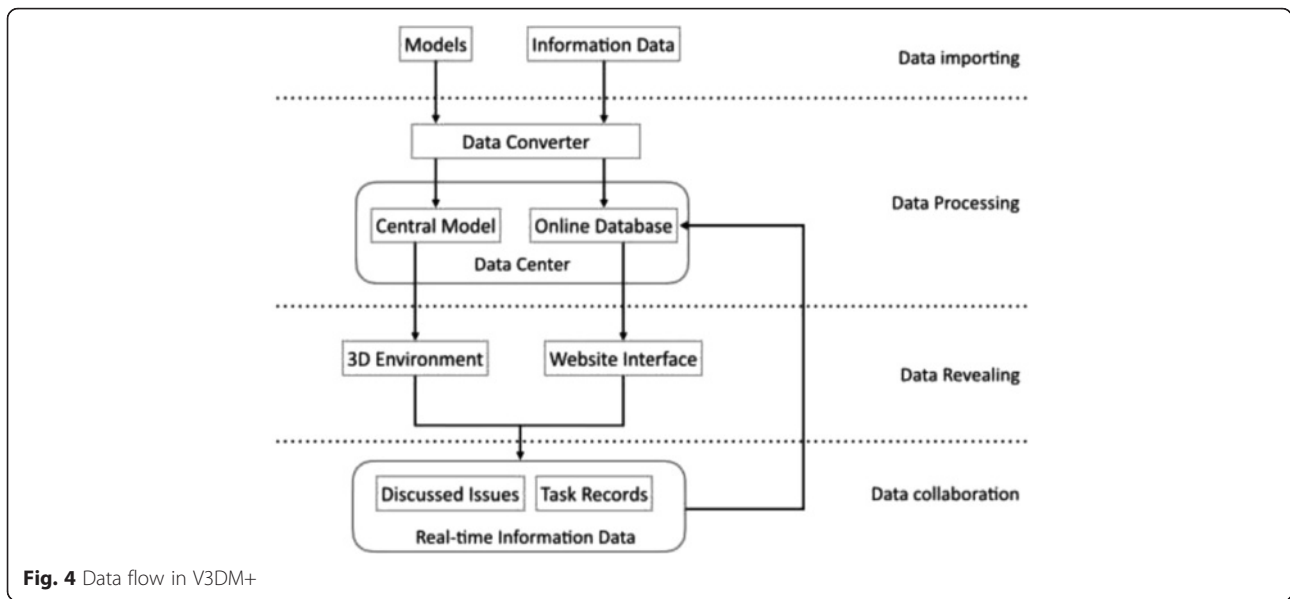 Models
Information Data
Data importing
Data Converter
Data Processing
Central Model
Online Database
Data Center
3D Environment
Website Interface
Data Revealing
Discussed Issues
Task Records
Data collaboration
Real-time Information Data
Fig. 4 Data flow in V3DM+